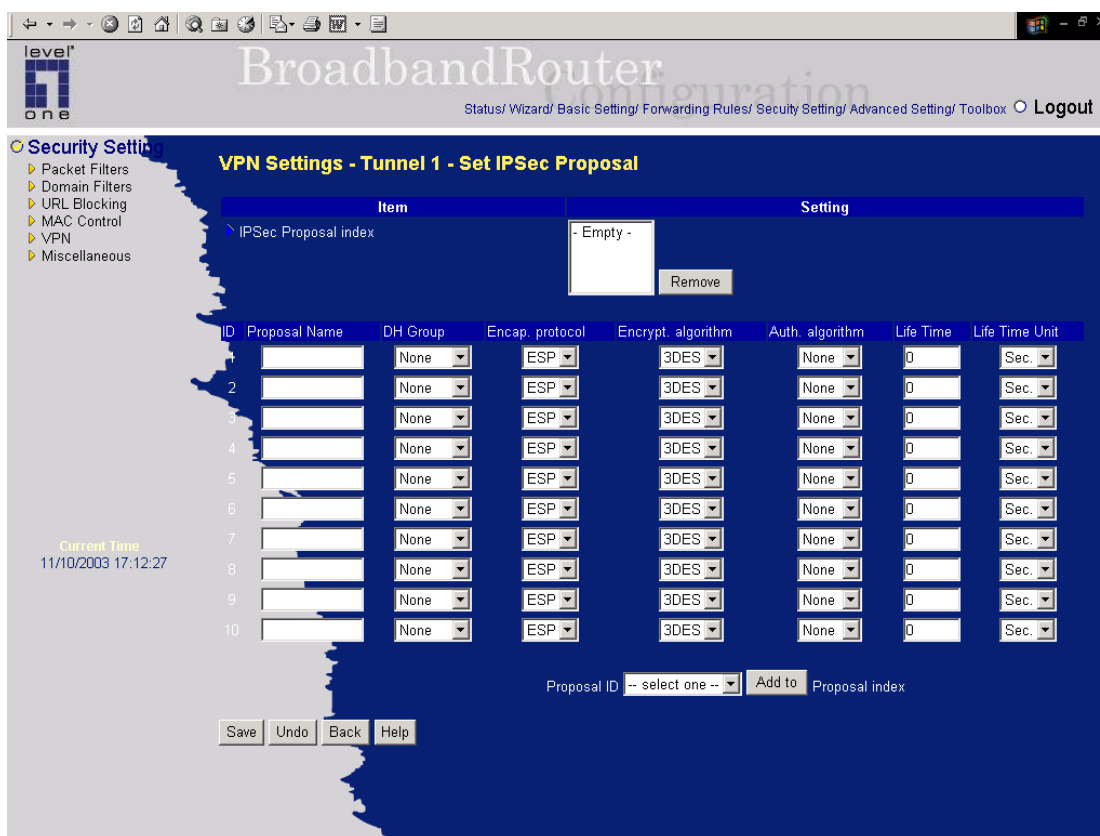 level
one
BroadbandRouter
Configuration
Status/ Wizard/ Basic Setting/ Forwarding Rules/ Secuity Setting/ Advanced Setting/ Toolbox Logout
Security Setting
Packet Filters
Domain Filters
URL Blocking
MAC Control
VPN
Miscellaneous
Current Time
11/10/2003 17:12:27
VPN Settings - Tunnel 1 - Set IPSec Proposal
Item Setting
IPSec Proposal index - Empty - Remove
ID Proposal Name DH Group Encap. protocol Encrypt. algorithm Auth. algorithm Life Time Life Time Unit
1 None ESP 3DES None 0 Sec.
2 None ESP 3DES None 0 Sec.
3 None ESP 3DES None 0 Sec.
4 None ESP 3DES None 0 Sec.
5 None ESP 3DES None 0 Sec.
6 None ESP 3DES None 0 Sec.
7 None ESP 3DES None 0 Sec.
8 None ESP 3DES None 0 Sec.
9 None ESP 3DES None 0 Sec.
10 None ESP 3DES None 0 Sec.
Proposal ID -- select one -- Add to Proposal index
Save Undo Back Help